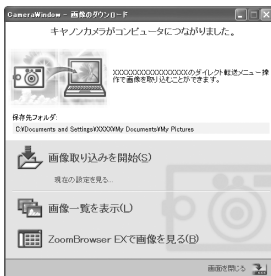 CameraWindow - 画像のダウンロード
キヤノンカメラがコンピュータにつながりました。
XXXXXXXXXXXXXXXXXのダイレクト転送メニュー操
作で画像を取り込むことができます。
保存先フォルダ:
D:¥Documents and Settings¥XXXX¥My Documents¥My Pictures
画像取り込みを開始(S)
現在の設定を見る...
画像一覧を表示(L)
ZoomBrowser EXで画像を見る(B)
画面を閉じる